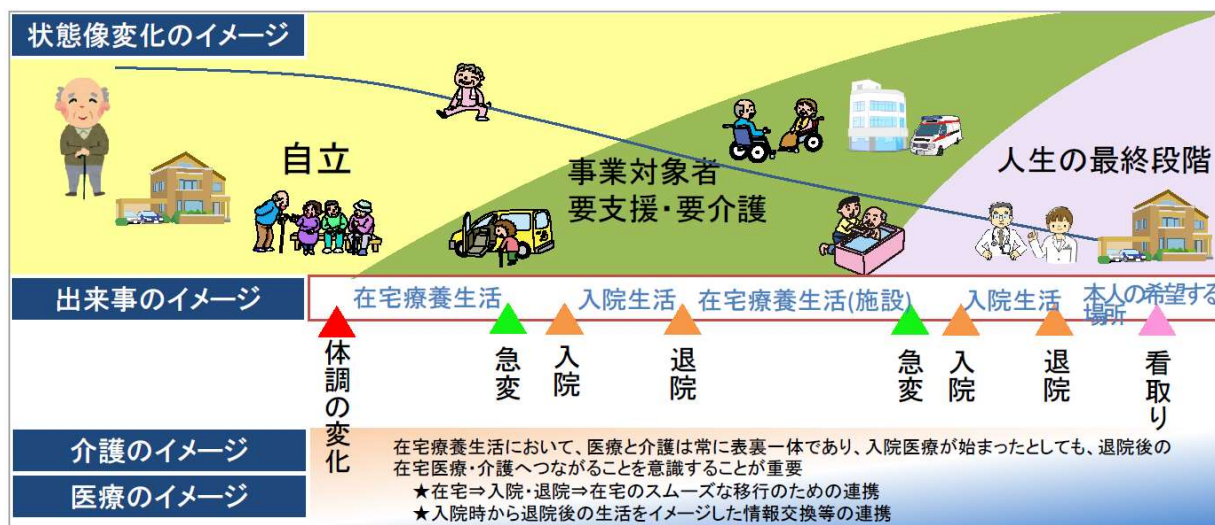 状態像変化のイメージ
自立
事業対象者
要支援・要介護
人生の最終段階
出来事のイメージ
在宅療養生活
入院生活
在宅療養生活(施設)
入院生活
本人の希望する
場所
体調の変化
急変
入院
退院
急変
入院
退院
看取り
介護のイメージ
医療のイメージ
在宅療養生活において、医療と介護は常に表裏一体であり、入院医療が始まったとしても、退院後の
在宅医療・介護へつながることを意識することが重要
★在宅⇒入院・退院⇒在宅のスムーズな移行のための連携
★入院時から退院後の生活をイメージした情報交換等の連携